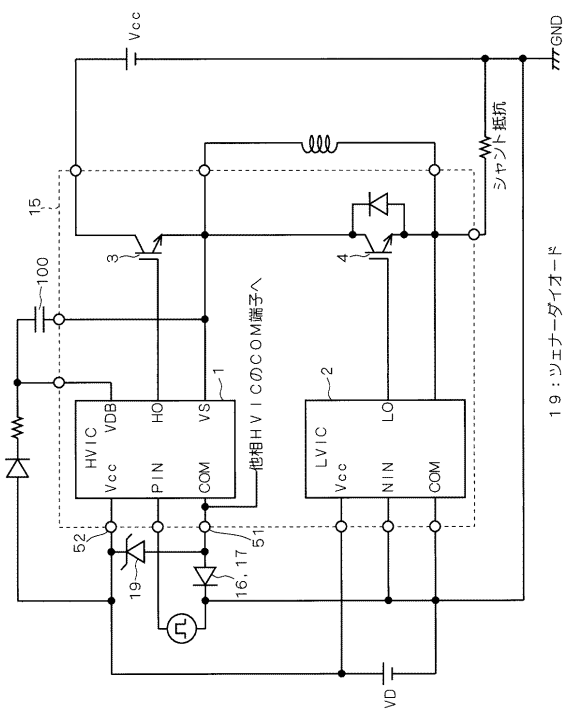 Vcc
GND
シャント抵抗
15
100
3
4
1
2
HVIC
VDB
HO
VS
Vcc
PIN
COM
LVIC
LO
Vcc
NIN
COM
他相HVICのCOM端子へ
52
51
19
16,17
VD
19:ツェナーダイオード